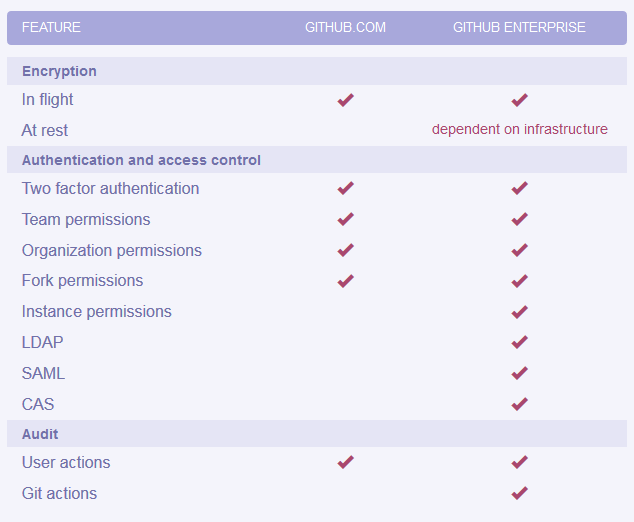 FEATURE GITHUB.COM GITHUB ENTERPRISE
Encryption
In flight
At rest dependent on infrastructure
Authentication and access control
Two factor authentication
Team permissions
Organization permissions
Fork permissions
Instance permissions
LDAP
SAML
CAS
Audit
User actions
Git actions